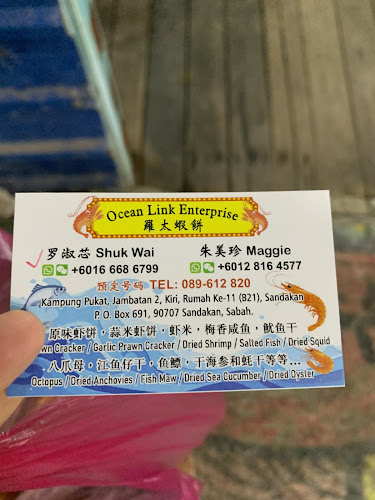 Ocean Link Enterprise
羅太蝦餅
罗淑芯 Shuk Wai 朱美珍 Maggie
+6016 668 6799 +6012 816 4577
预定号码 TEL: 089-612 820
Kampung Pukat, Jambatan 2, Kiri, Rumah Ke-11 (B21), Sandakan
P. O. Box 691, 90707 Sandakan, Sabah.
原味虾饼，蒜米虾饼，虾米，梅香咸鱼，鱿鱼干
wn Cracker / Garlic Prawn Cracker / Dried Shrimp / Salted Fish / Dried Squid
八爪母，江鱼仔干，鱼鳔，干海参和蚝干等等...
Octopus / Dried Anchovies / Fish Maw / Dried Sea Cucumber / Dried Oyster